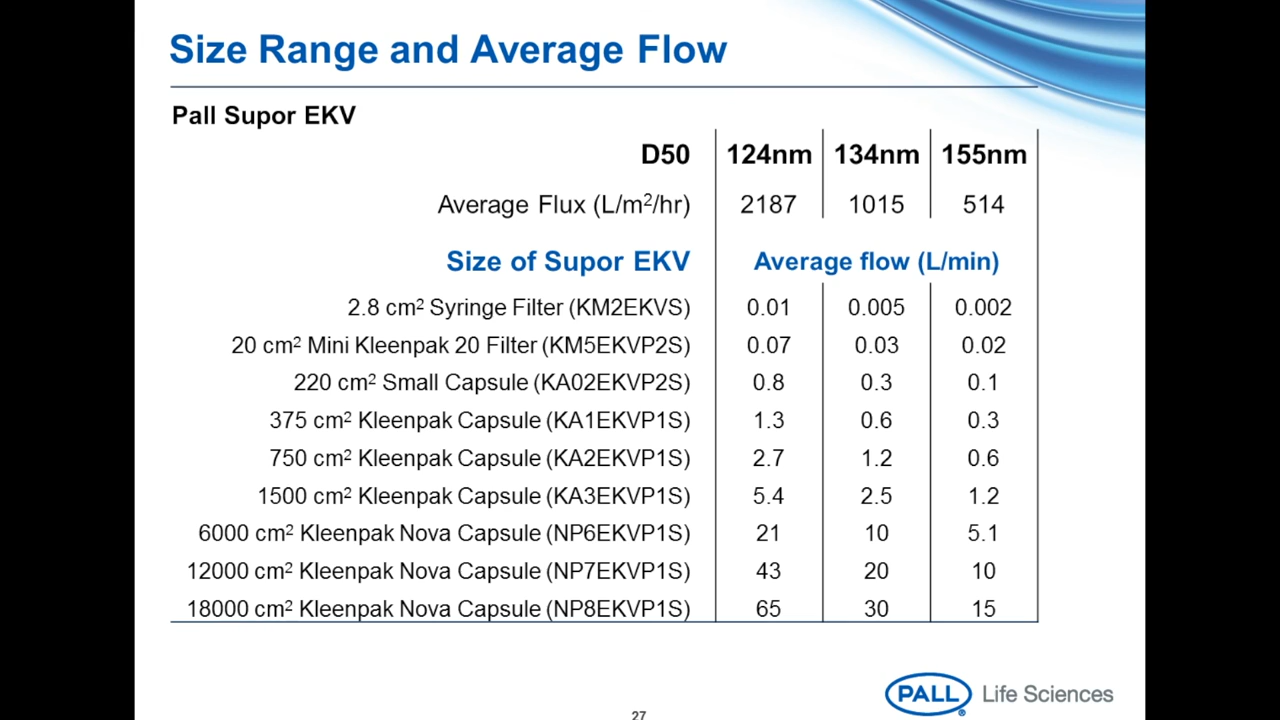 Size Range and Average Flow
Pall Supor EKV
D50 124nm 134nm 155nm
Average Flux (L/m²/hr) 2187 1015 514
Size of Supor EKV Average flow (L/min)
2.8 cm² Syringe Filter (KM2EKVS) 0.01 0.005 0.002
20 cm² Mini Kleenpak 20 Filter (KM5EKVP2S) 0.07 0.03 0.02
220 cm² Small Capsule (KA02EKVP2S) 0.8 0.3 0.1
375 cm² Kleenpak Capsule (KA1EKVP1S) 1.3 0.6 0.3
750 cm² Kleenpak Capsule (KA2EKVP1S) 2.7 1.2 0.6
1500 cm² Kleenpak Capsule (KA3EKVP1S) 5.4 2.5 1.2
6000 cm² Kleenpak Nova Capsule (NP6EKVP1S) 21 10 5.1
12000 cm² Kleenpak Nova Capsule (NP7EKVP1S) 43 20 10
18000 cm² Kleenpak Nova Capsule (NP8EKVP1S) 65 30 15
PALL® Life Sciences
27